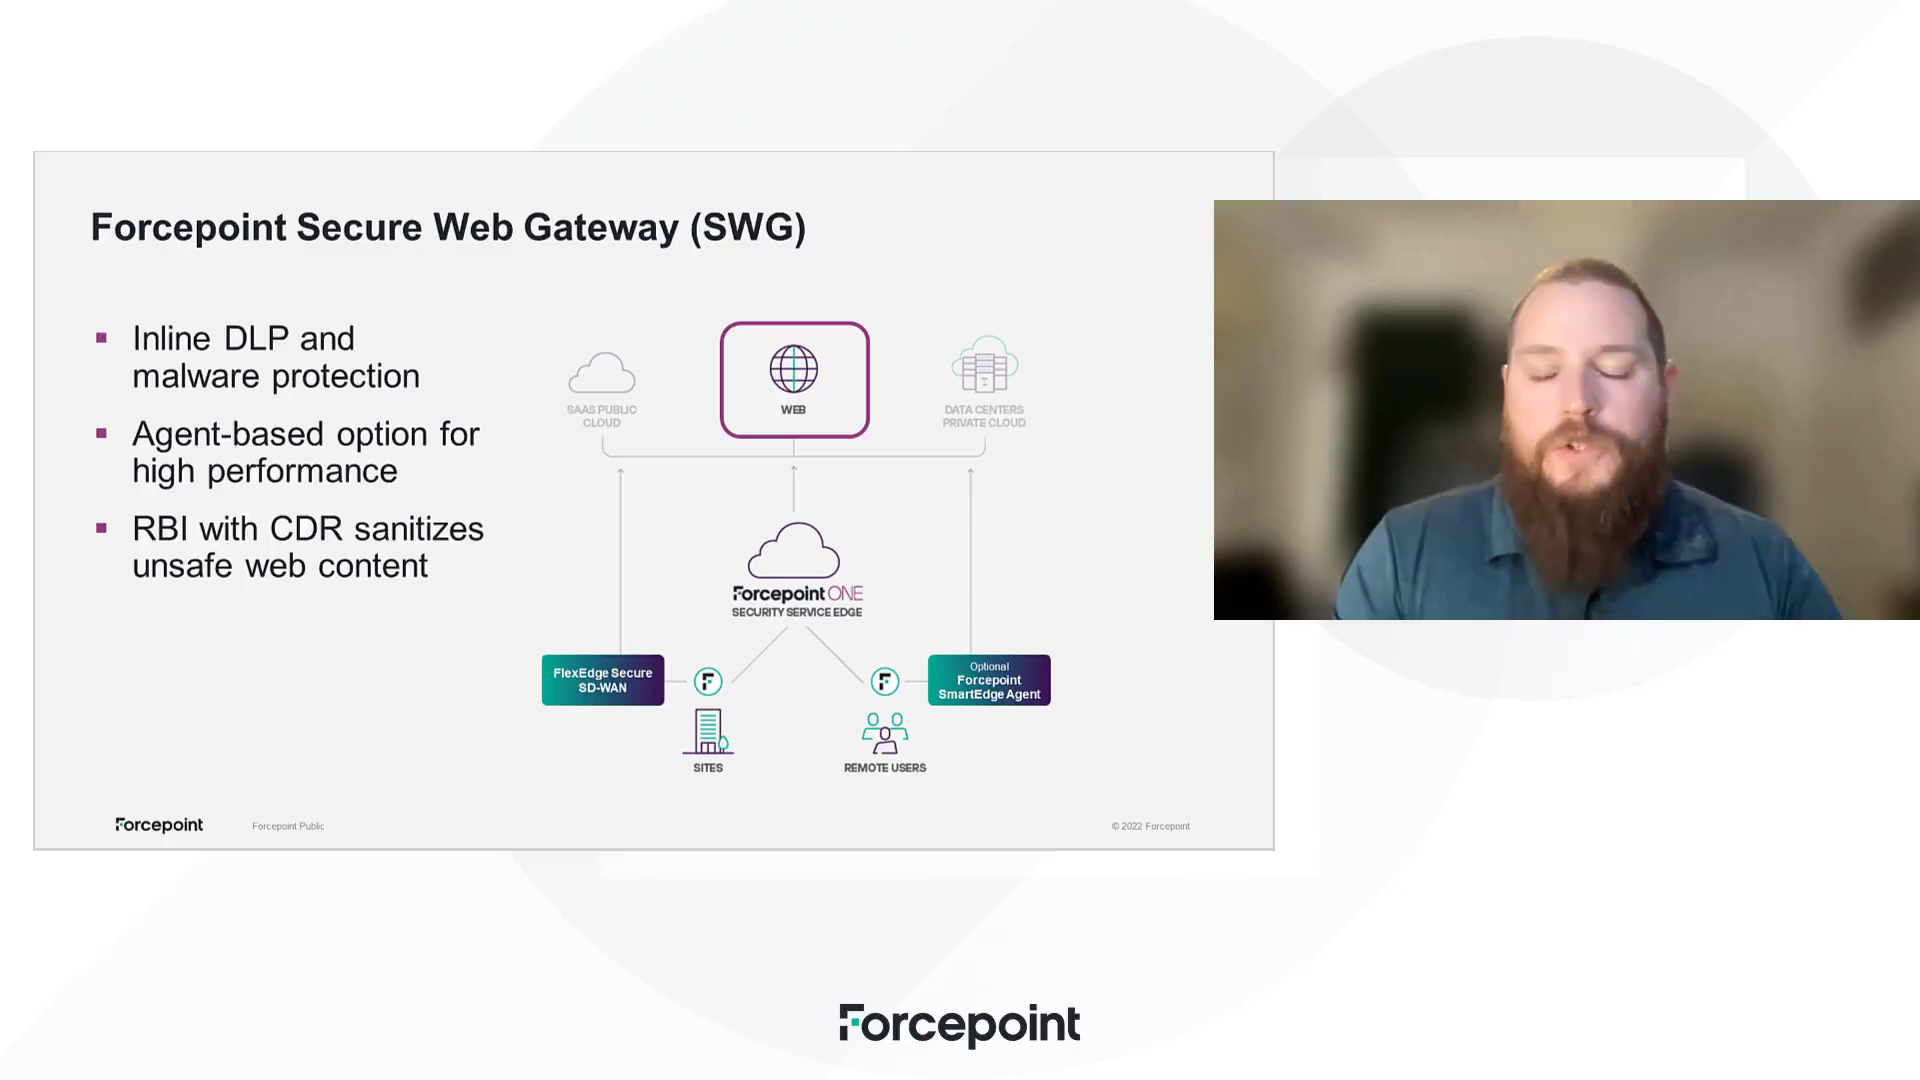 Forcepoint Secure Web Gateway (SWG)
Inline DLP and
malware protection
Agent-based option for
high performance
RBI with CDR sanitizes
unsafe web content
SAAS PUBLIC
CLOUD
WEB
DATA CENTERS
PRIVATE CLOUD
Forcepoint ONE
SECURITY SERVICE EDGE
FlexEdge Secure
SD-WAN
F
F
Optional
Forcepoint
SmartEdge Agent
SITES
REMOTE USERS
Forcepoint
Forcepoint Public
© 2022 Forcepoint
Forcepoint